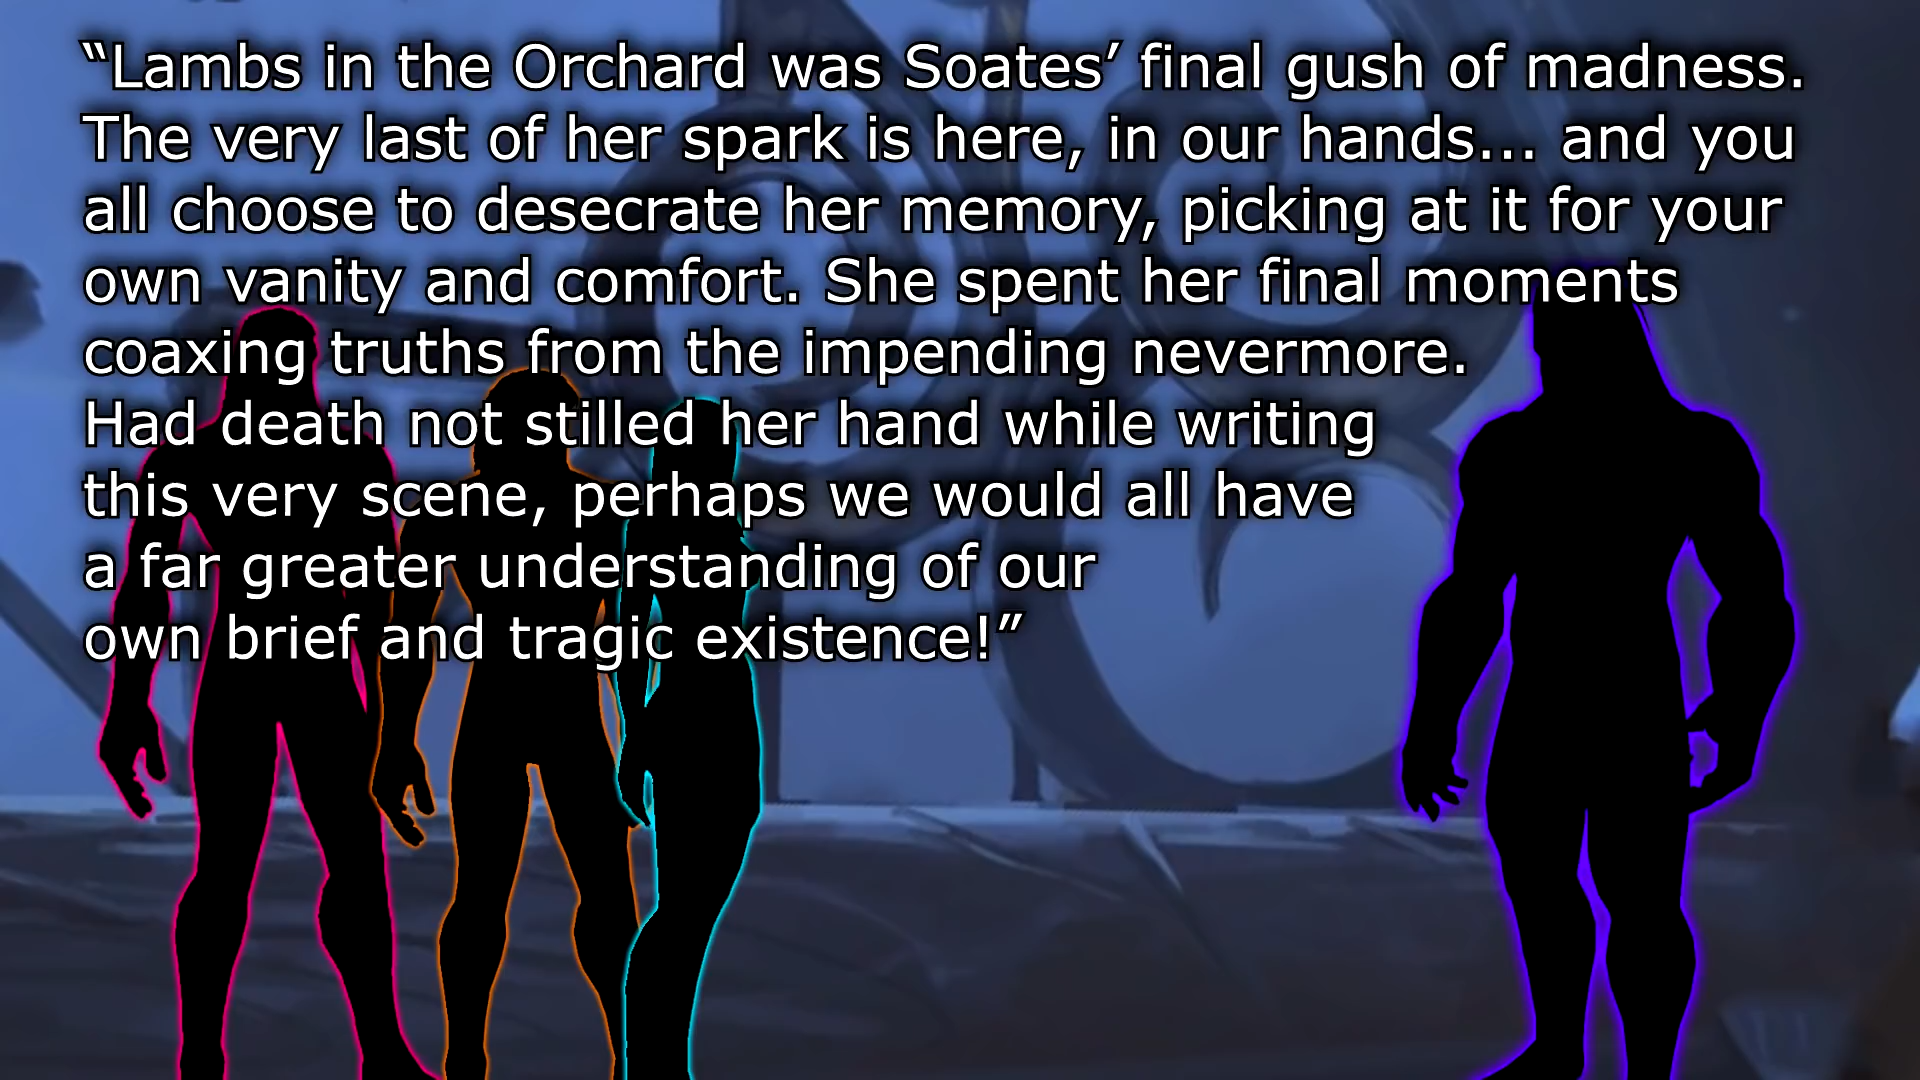 “Lambs in the Orchard was Soates’ final gush of madness.
The very last of her spark is here, in our hands... and you
all choose to desecrate her memory, picking at it for your
own vanity and comfort. She spent her final moments
coaxing truths from the impending nevermore.
Had death not stilled her hand while writing
this very scene, perhaps we would all have
a far greater understanding of our
own brief and tragic existence!”